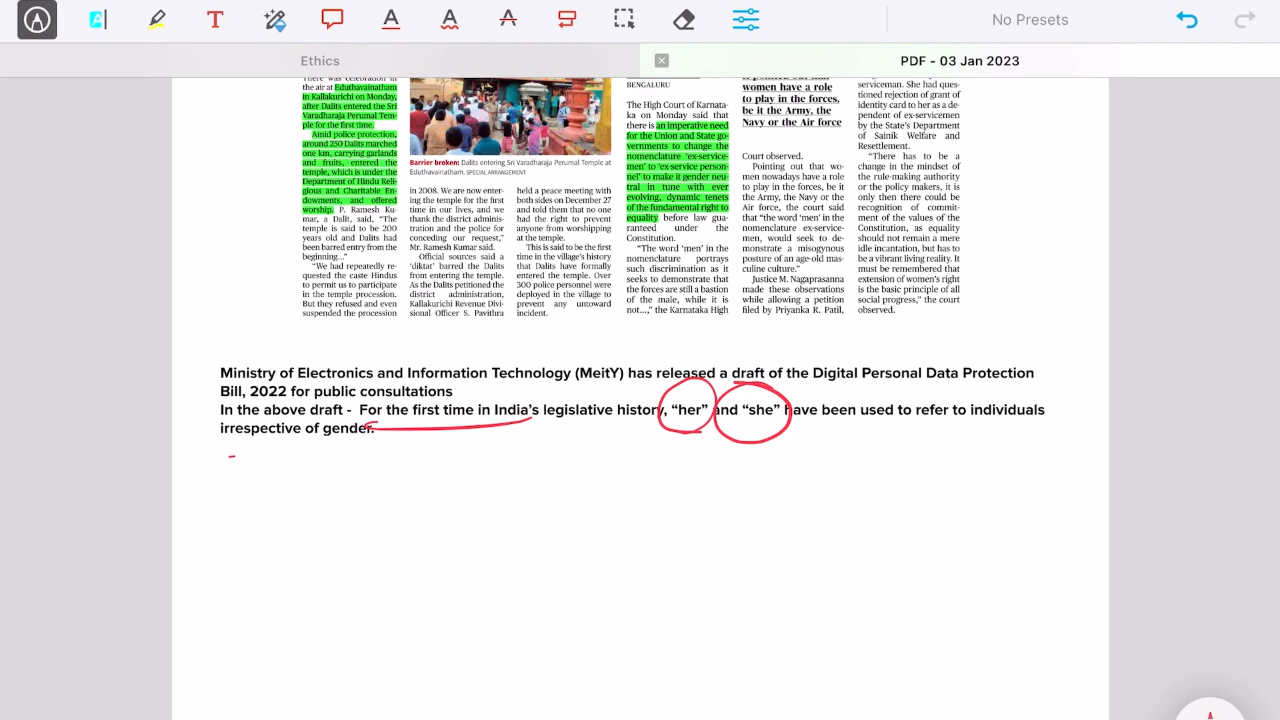 No Presets
Ethics
PDF - 03 Jan 2023
There was celebration in
the air at Eduthavainatham
in Kallakurichi on Monday,
after Dalits entered the Sri
Varadharaja Perumal Tem-
ple for the first time.
Amid police protection,
around 250 Dalits marched
one km, carrying garlands
and fruits, entered the
temple, which is under the
Department of Hindu Reli-
gious and Charitable En-
dowments, and offered
worship. P. Ramesh Ku-
mar, a Dalit, said, “The
temple is said to be 200
years old and Dalits had
been barred entry from the
beginning...”
“We had repeatedly re-
quested the caste Hindus
to permit us to participate
in the temple procession.
But they refused and even
suspended the procession
Barrier broken: Dalits entering Sri Varadharaja Perumal Temple at
Eduthavainatham. SPECIAL ARRANGEMENT
in 2008. We are now enter-
ing the temple for the first
time in our lives, and we
thank the district adminis-
tration and the police for
conceding our request,”
Mr. Ramesh Kumar said.
Official sources said a
‘diktat’ barred the Dalits
from entering the temple.
As the Dalits petitioned the
district administration,
Kallakurichi Revenue Divi-
sional Officer S. Pavithra
held a peace meeting with
both sides on December 27
and told them that no one
had the right to prevent
anyone from worshipping
at the temple.
This is said to be the first
time in the village’s history
that Dalits have formally
entered the temple. Over
300 police personnel were
deployed in the village to
prevent any untoward
incident.
BENGALURU
The High Court of Karnata-
ka on Monday said that
there is an imperative need
for the Union and State go-
vernments to change the
nomenclature ‘ex-service-
men’ to ‘ex-service person-
nel’ to make it gender neu-
tral in tune with ever
evolving, dynamic tenets
of the fundamental right to
equality before law gua-
ranteed under the
Constitution.
“The word ‘men’ in the
nomenclature portrays
such discrimination as it
seeks to demonstrate that
the forces are still a bastion
of the male, while it is
not...,” the Karnataka High
women have a role
to play in the forces,
be it the Army, the
Navy or the Air force
Court observed.
Pointing out that wo-
men nowadays have a role
to play in the forces, be it
the Army, the Navy or the
Air force, the court said
that “the word ‘men’ in the
nomenclature ex-service-
men, would seek to de-
monstrate a misogynous
posture of an age-old mas-
culine culture.”
Justice M. Nagaprasanna
made these observations
while allowing a petition
filed by Priyanka R. Patil,
serviceman. She had ques-
tioned rejection of grant of
identity card to her as a de-
pendent of ex-servicemen
by the State’s Department
of Sainik Welfare and
Resettlement.
“There has to be a
change in the mindset of
the rule-making authority
or the policy makers, it is
only then there could be
recognition of commit-
ment of the values of the
Constitution, as equality
should not remain a mere
idle incantation, but has to
be a vibrant living reality. It
must be remembered that
extension of women’s right
is the basic principle of all
social progress,” the court
observed.
Ministry of Electronics and Information Technology (MeitY) has released a draft of the Digital Personal Data Protection
Bill, 2022 for public consultations
In the above draft - For the first time in India’s legislative history, “her” and “she” have been used to refer to individuals
irrespective of gender.